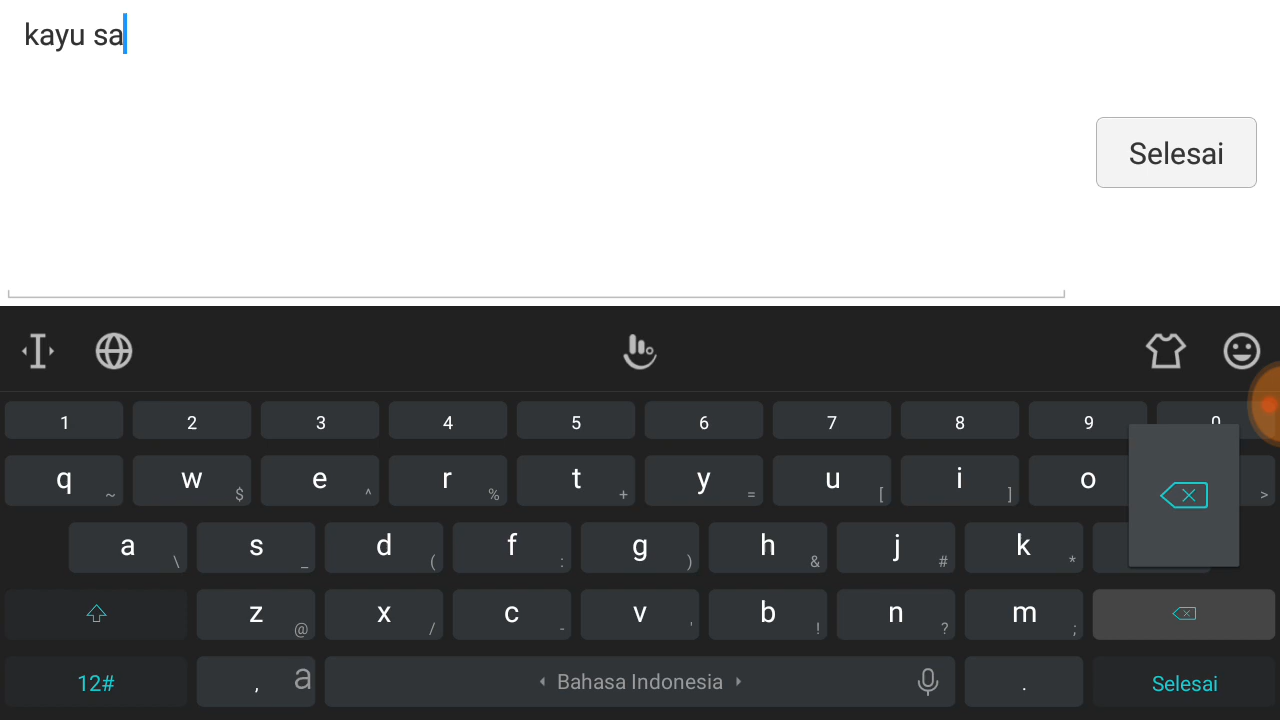 kayu sa
Selesai
1 2 3 4 5 6 7 8 9 0
q ~ w $ e ^ r % t + y = u [ i ] o >
a \ s _ d ( f : g ) h & j # k *
z @ x / c - v ' b ! n ? m ;
12# , a Bahasa Indonesia . Selesai